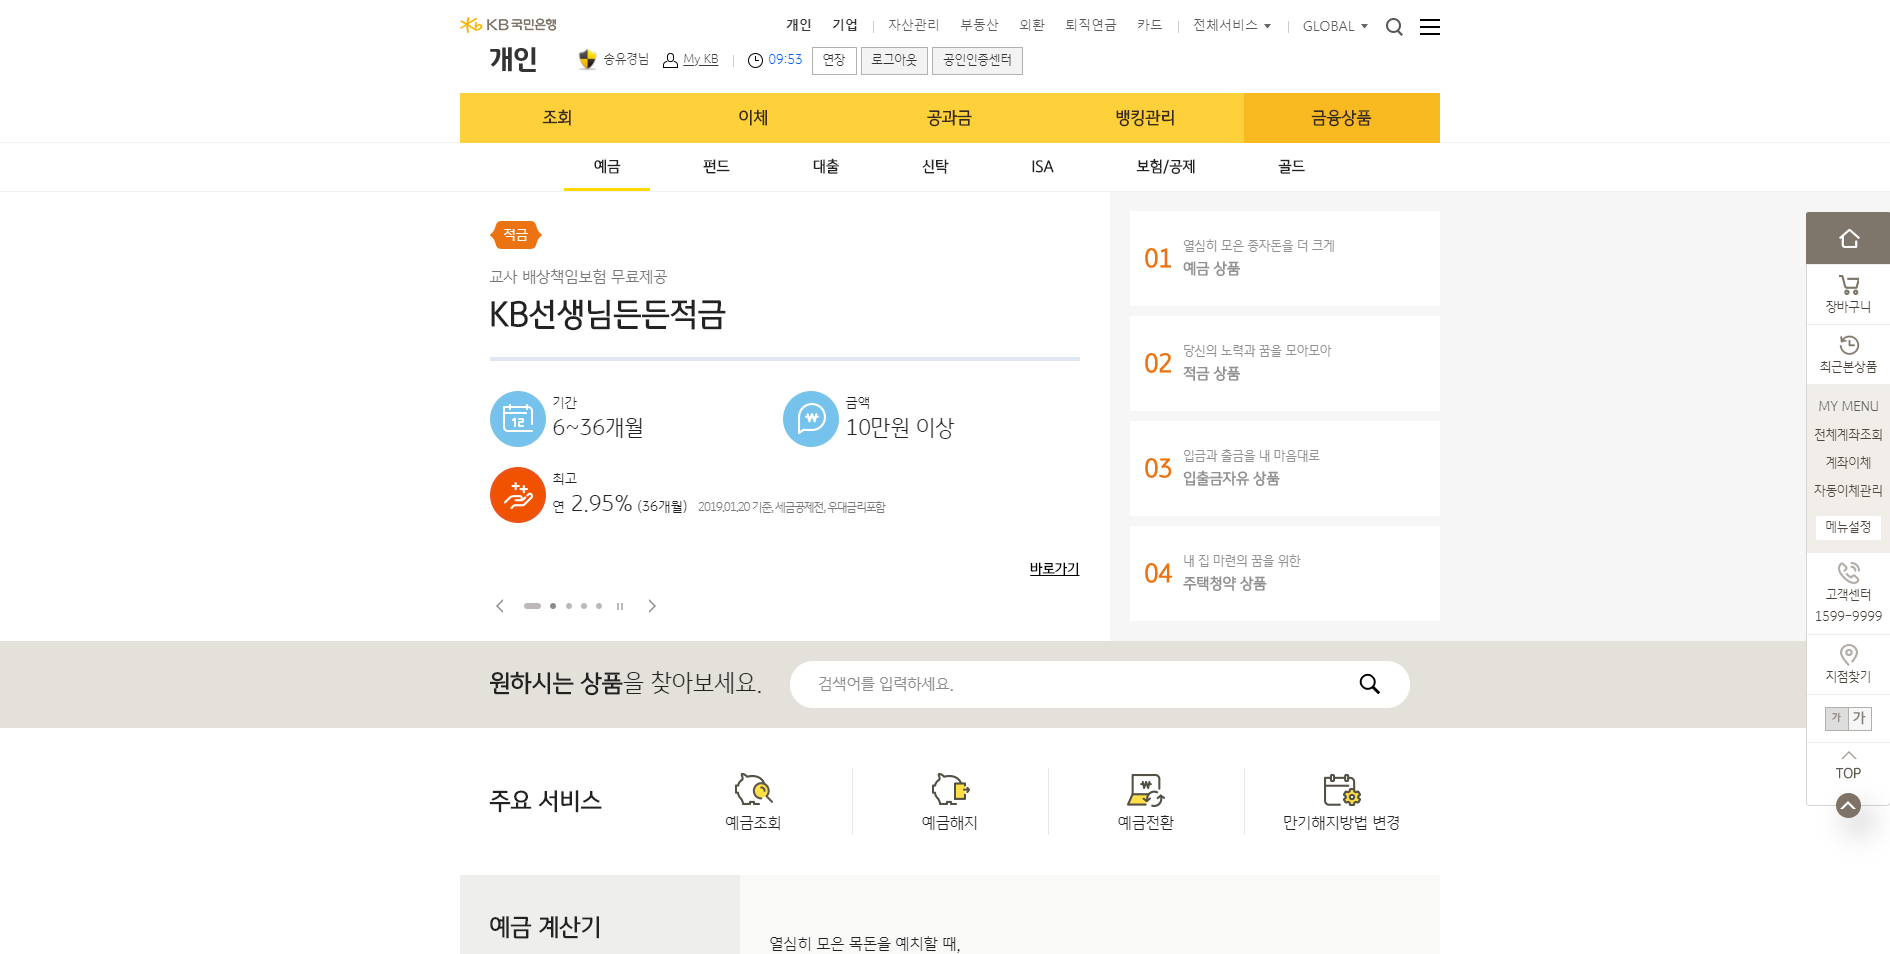 KB국민은행
개인 기업 자산관리 부동산 외환 퇴직연금 카드 전체서비스 GLOBAL
개인 송유경님 My KB 09:53 연장 로그아웃 공인인증센터
조회 이체 공과금 뱅킹관리 금융상품
예금 펀드 대출 신탁 ISA 보험/공제 골드
적금
교사 배상책임보험 무료제공
KB선생님든든적금
기간
6~36개월
금액
10만원 이상
최고
연 2.95% (36개월) 2019.01.20 기준, 세금공제전, 우대금리포함
바로가기
01
열심히 모은 종자돈을 더 크게
예금 상품
02
당신의 노력과 꿈을 모아모아
적금 상품
03
입금과 출금을 내 마음대로
입출금자유 상품
04
내 집 마련의 꿈을 위한
주택청약 상품
원하시는 상품을 찾아보세요. 검색어를 입력하세요.
주요 서비스
예금조회 예금해지 예금전환 만기해지방법 변경
예금 계산기
열심히 모은 목돈을 예치할 때,
장바구니
최근본상품
MY MENU
전체계좌조회
계좌이체
자동이체관리
메뉴설정
고객센터
1599-9999
지점찾기
가 가
TOP